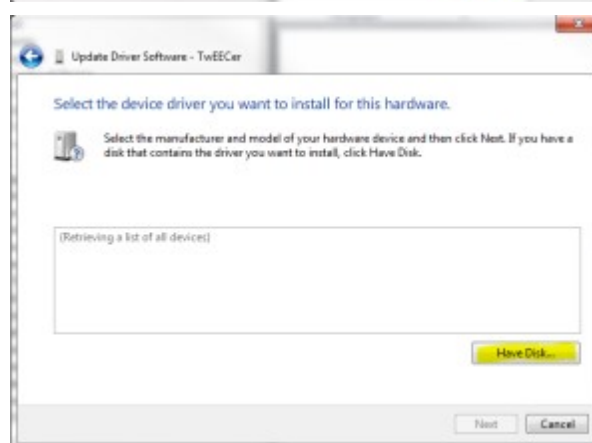 Update Driver Software - TwEECer
Select the device driver you want to install for this hardware.
Select the manufacturer and model of your hardware device and then click Next. If you have a
disk that contains the driver you want to install, click Have Disk.
(Retrieving a list of all devices)
Have Disk...
Next Cancel